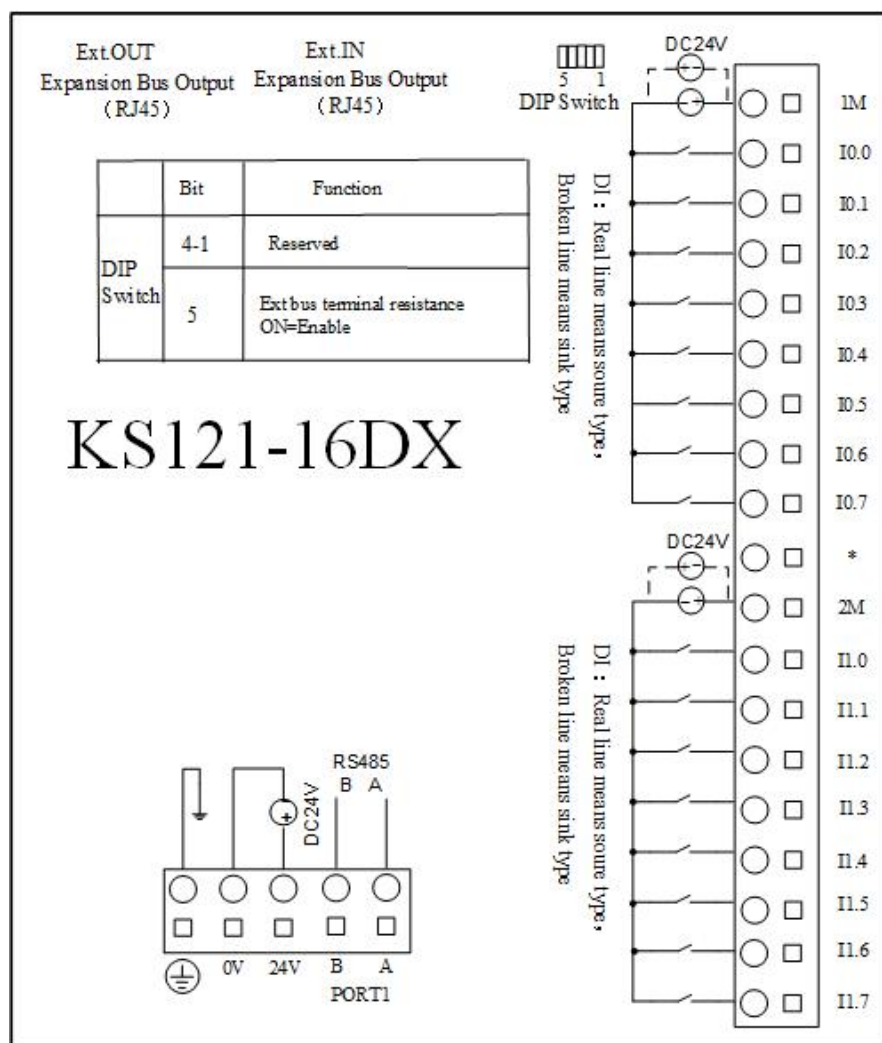 Ext.OUT
Expansion Bus Output
(RJ45)
Ext.IN
Expansion Bus Output
(RJ45)
5 1
DIP Switch
Bit Function
DIP
Switch
4-1 Reserved
5 Ext bus terminal resistance
ON=Enable
KS121-16DX
DC24V
DI: Real line means soure type,
Broken line means sink type
1M
I0.0
I0.1
I0.2
I0.3
I0.4
I0.5
I0.6
I0.7
*
DC24V
DI: Real line means soure type,
Broken line means sink type
2M
I1.0
I1.1
I1.2
I1.3
I1.4
I1.5
I1.6
I1.7
RS485
B A
DC24V
0V 24V B A
PORT1